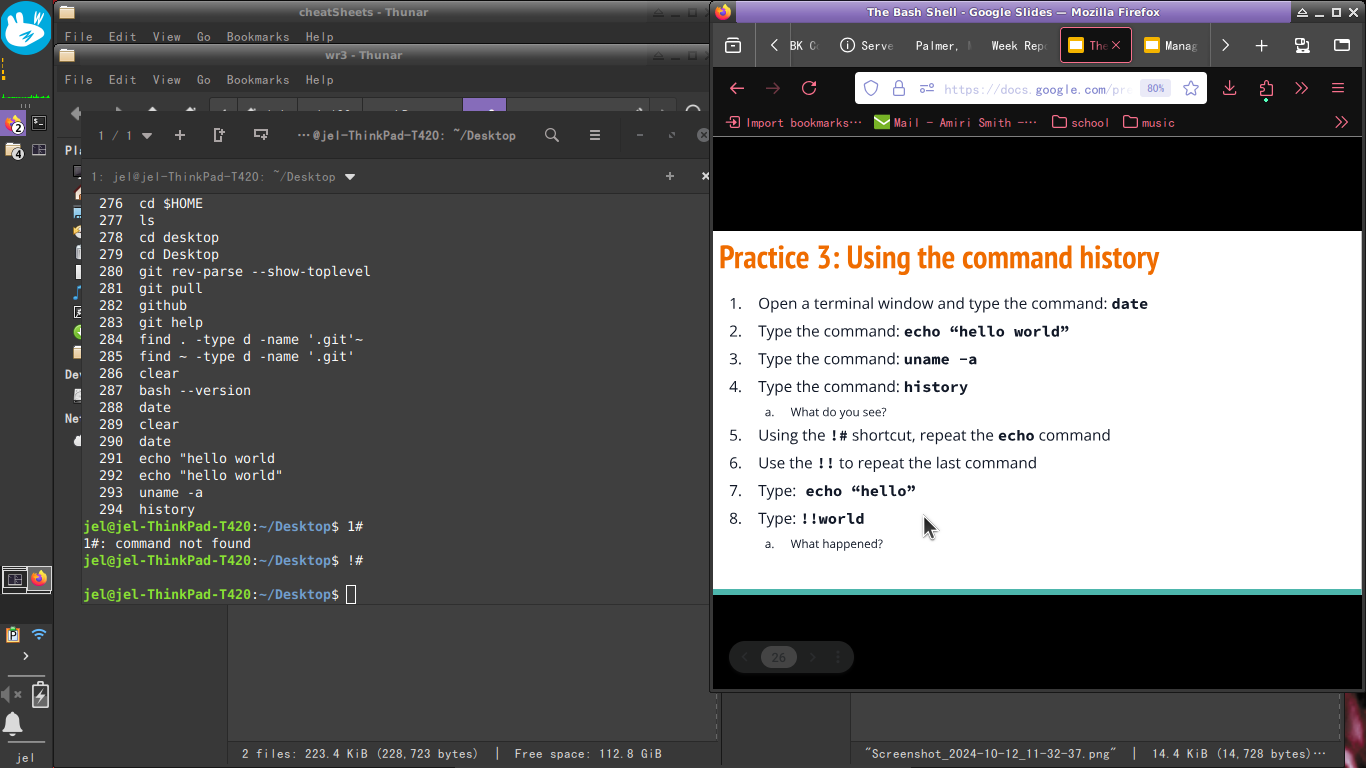 cheatSheets - Thunar
File Edit View Go Bookmarks Help
wr3 - Thunar
File Edit View Go Bookmarks Help
1 / 1
⋯@jel-ThinkPad-T420: ~/Desktop
1: jel@jel-ThinkPad-T420: ~/Desktop
276 cd $HOME
277 ls
278 cd desktop
279 cd Desktop
280 git rev-parse --show-toplevel
281 git pull
282 github
283 git help
284 find . -type d -name '.git'~
285 find ~ -type d -name '.git'
286 clear
287 bash --version
288 date
289 clear
290 date
291 echo "hello world
292 echo "hello world"
293 uname -a
294 history
jel@jel-ThinkPad-T420:~/Desktop$ 1#
1#: command not found
jel@jel-ThinkPad-T420:~/Desktop$ !#
jel@jel-ThinkPad-T420:~/Desktop$
Pl
De
Ne
2
4
jel
2 files: 223.4 KiB (228,723 bytes) | Free space: 112.8 GiB
The Bash Shell - Google Slides — Mozilla Firefox
BK C
Serve
Palmer,
Week Rep
The
Manag
https://docs.google.com/pr
80%
Import bookmarks⋯
Mail - Amiri Smith -⋯
school
music
Practice 3: Using the command history
1. Open a terminal window and type the command: date
2. Type the command: echo “hello world”
3. Type the command: uname -a
4. Type the command: history
a. What do you see?
5. Using the !# shortcut, repeat the echo command
6. Use the !! to repeat the last command
7. Type: echo “hello”
8. Type: !!world
a. What happened?
26
"Screenshot_2024-10-12_11-32-37.png" | 14.4 KiB (14,728 bytes)⋯